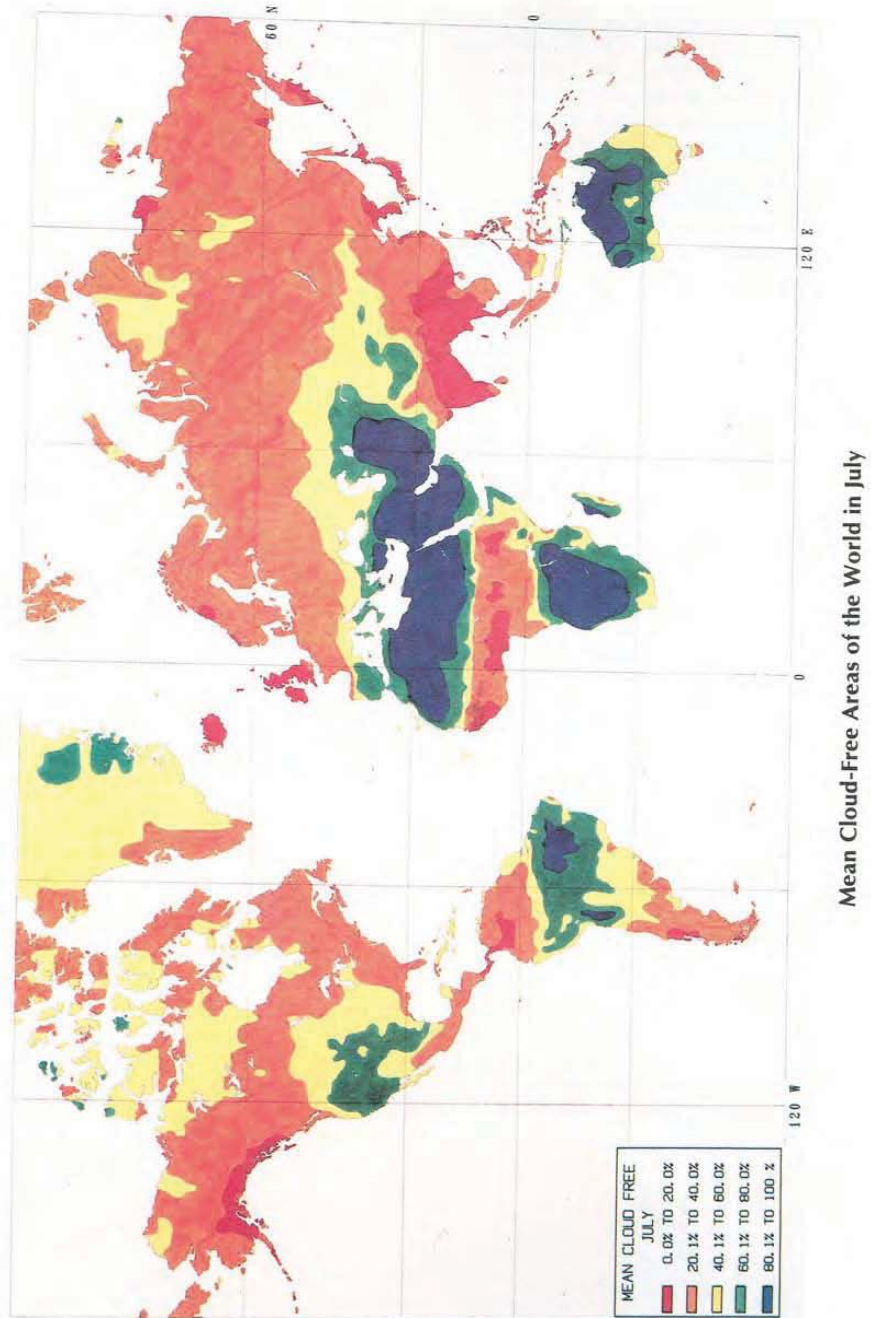 60 N
0
120 W
0
120 E
MEAN CLOUD FREE
JULY
0.0% TO 20.0%
20.1% TO 40.0%
40.1% TO 60.0%
60.1% TO 80.0%
80.1% TO 100 %
Mean Cloud-Free Areas of the World in July